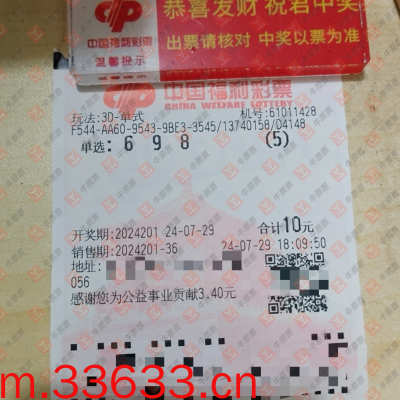 恭喜发财 祝君中奖
中国福利彩票
出票请核对 中奖以票为准
温馨提示
中国福利彩票
CHINA WELFARE LOTTERY
玩法:3D-单式 机号:61011428
F544-AA60-9543-9BE3-3545/13740158/D4148
单选: 6 9 8 (5)
开奖期:2024201 24-07-29 合计10元
销售期:2024201-36 24-07-29 18:09:50
地址:
056
感谢您为公益事业贡献3.40元
m.33633.cn